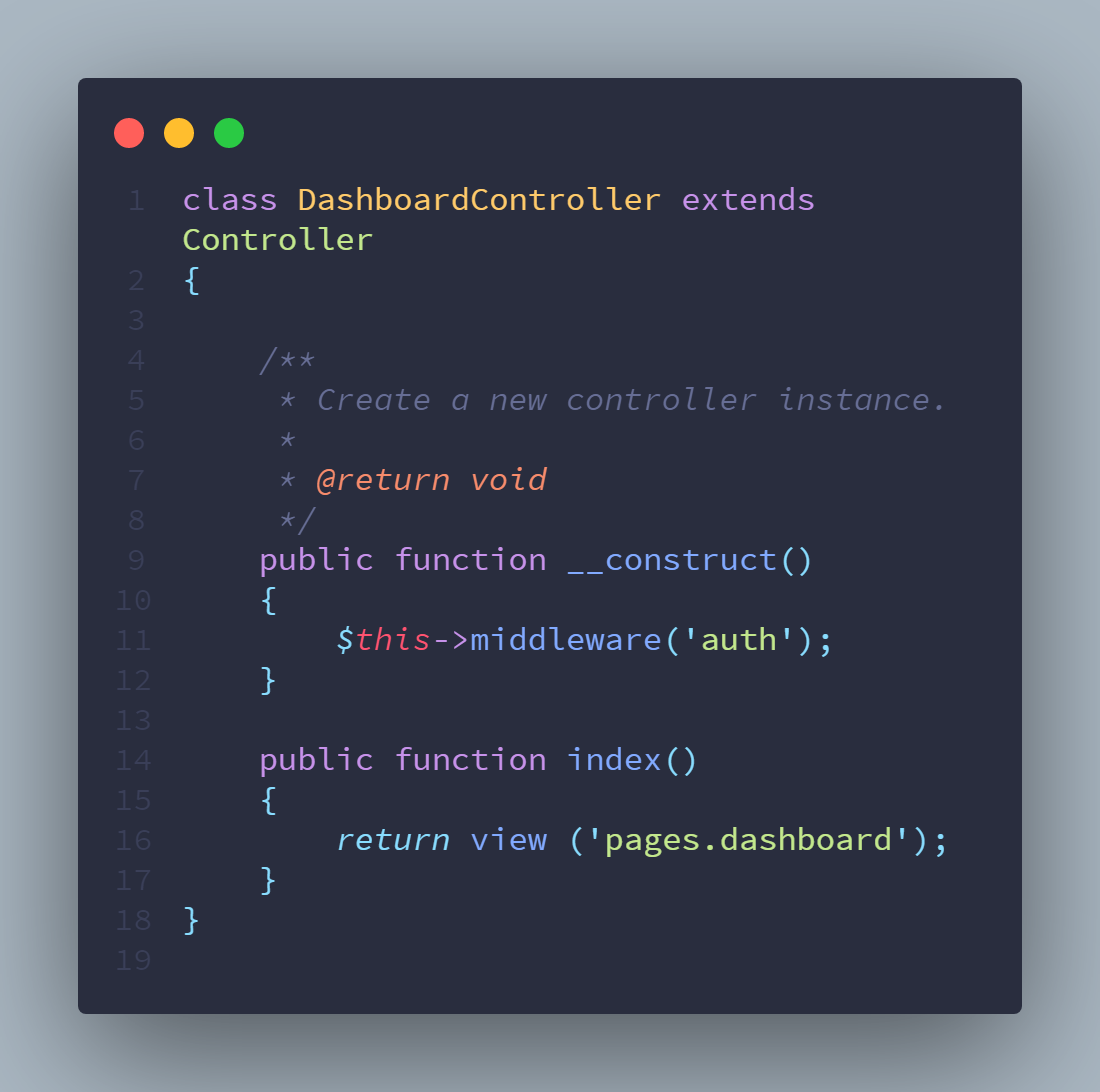 1 class DashboardController extends
Controller
2 {
3
4     /**
5      * Create a new controller instance.
6      *
7      * @return void
8      */
9     public function __construct()
10     {
11         $this->middleware('auth');
12     }
13
14     public function index()
15     {
16         return view ('pages.dashboard');
17     }
18 }
19